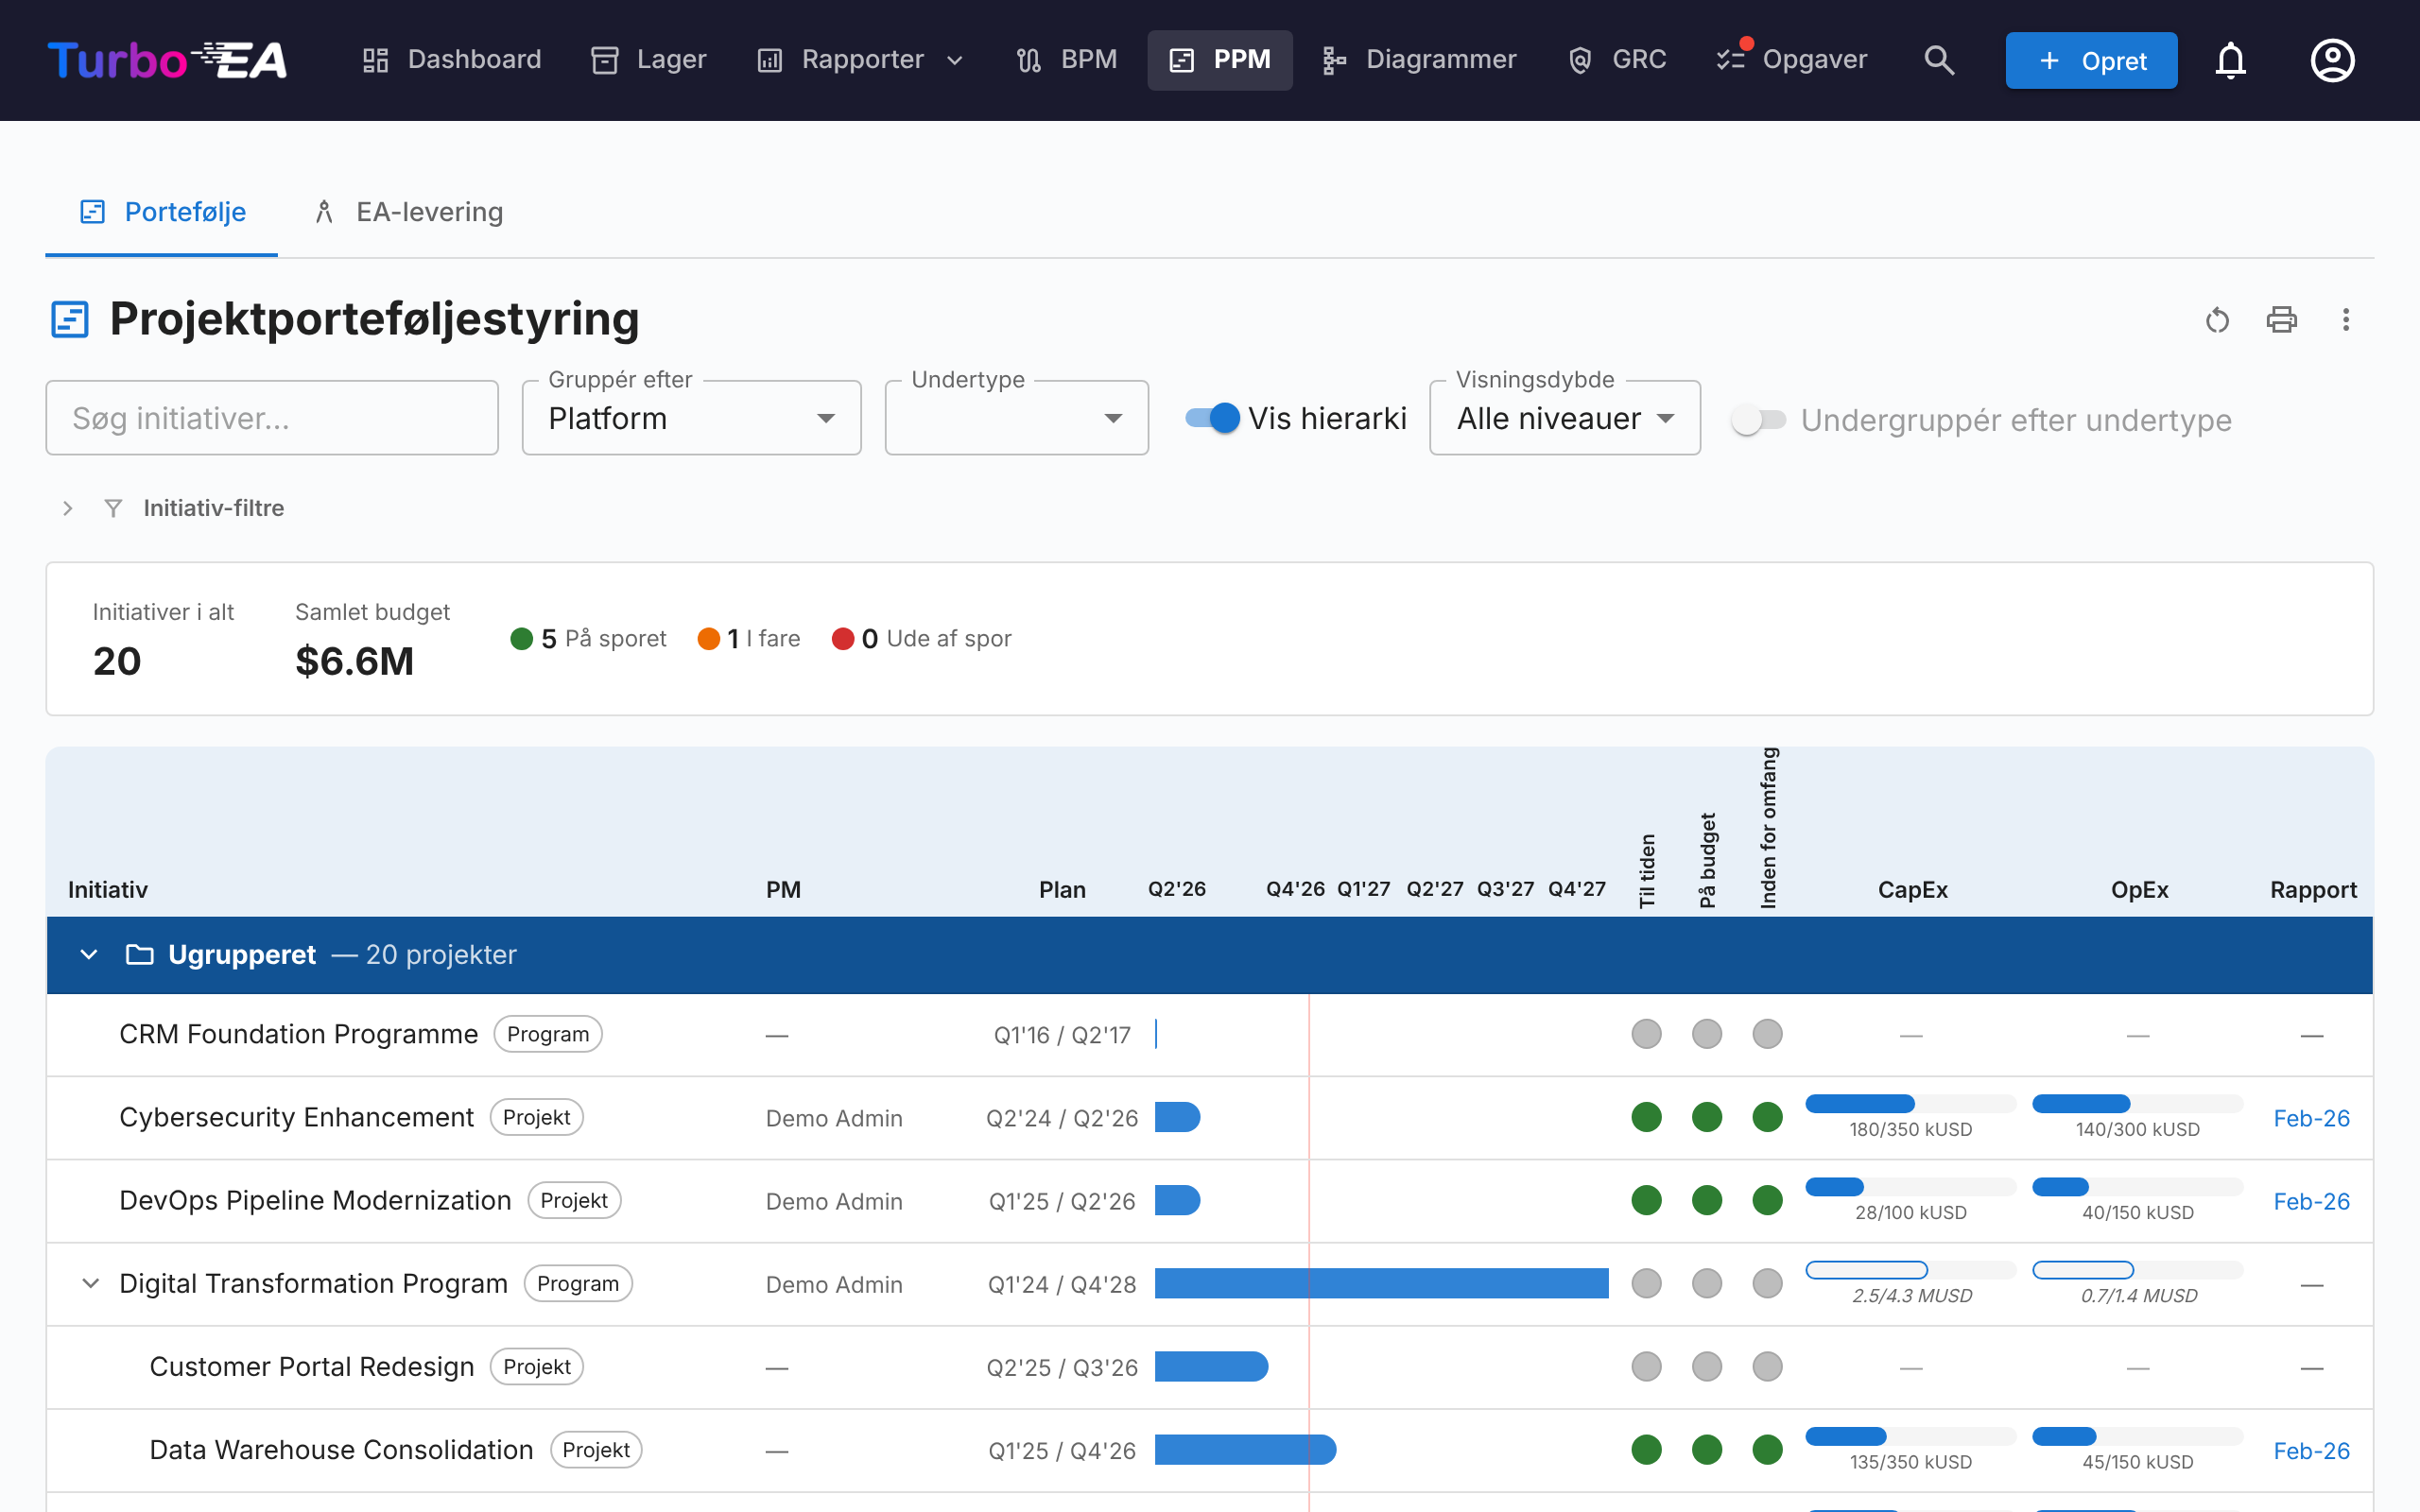 Turbo EA Dashboard Lager Rapporter BPM PPM Diagrammer GRC Opgaver + Opret
Portefølje EA-levering
Projektporteføljestyring
Søg initiativer... Gruppér efter Platform Undertype Vis hierarki Visningsdybde Alle niveauer Undergruppér efter undertype
Initiativ-filtre
Initiativer i alt Samlet budget
20 $6.6M 5 På sporet 1 I fare 0 Ude af spor
Initiativ PM Plan Q2'26 Q4'26 Q1'27 Q2'27 Q3'27 Q4'27 Til tiden På budget Inden for omfang CapEx OpEx Rapport
Ugrupperet — 20 projekter
CRM Foundation Programme Program — Q1'16 / Q2'17 — — —
Cybersecurity Enhancement Projekt Demo Admin Q2'24 / Q2'26 180/350 kUSD 140/300 kUSD Feb-26
DevOps Pipeline Modernization Projekt Demo Admin Q1'25 / Q2'26 28/100 kUSD 40/150 kUSD Feb-26
Digital Transformation Program Program Demo Admin Q1'24 / Q4'28 2.5/4.3 MUSD 0.7/1.4 MUSD —
Customer Portal Redesign Projekt — Q2'25 / Q3'26 — — —
Data Warehouse Consolidation Projekt — Q1'25 / Q4'26 135/350 kUSD 45/150 kUSD Feb-26